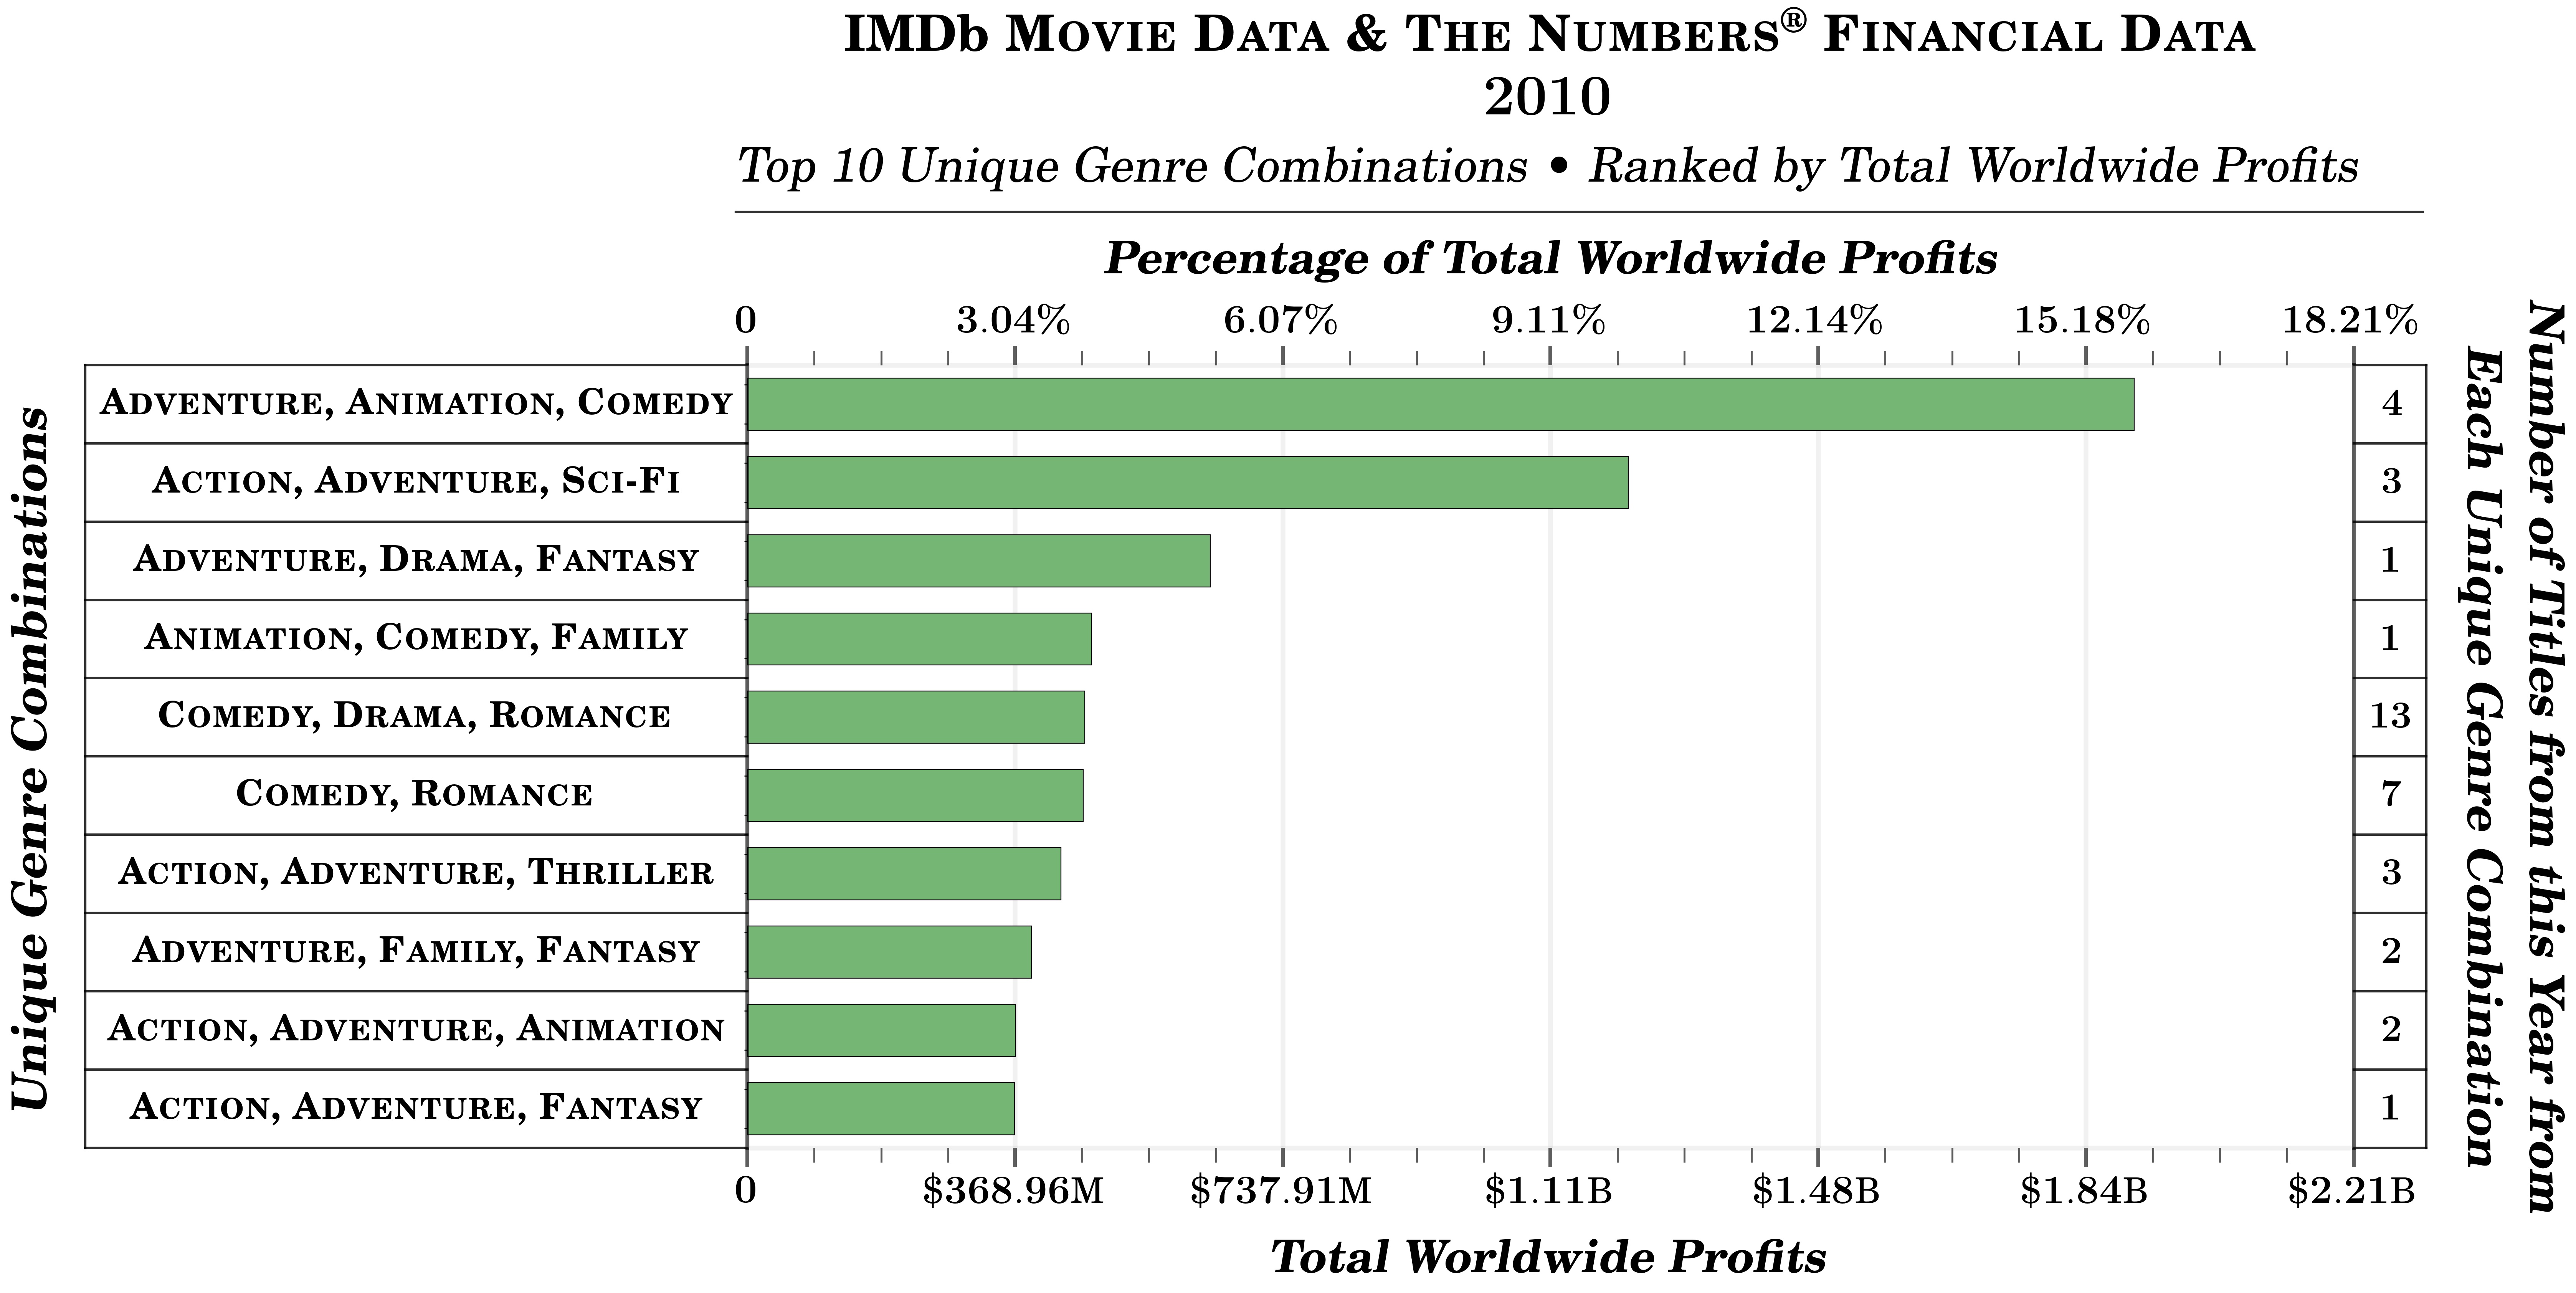 IMDb Movie Data & The Numbers® Financial Data
2010
Top 10 Unique Genre Combinations • Ranked by Total Worldwide Profits
Percentage of Total Worldwide Profits
0 3.04% 6.07% 9.11% 12.14% 15.18% 18.21%
Unique Genre Combinations
Adventure, Animation, Comedy 4
Action, Adventure, Sci-Fi 3
Adventure, Drama, Fantasy 1
Animation, Comedy, Family 1
Comedy, Drama, Romance 13
Comedy, Romance 7
Action, Adventure, Thriller 3
Adventure, Family, Fantasy 2
Action, Adventure, Animation 2
Action, Adventure, Fantasy 1
Number of Titles from this Year from
Each Unique Genre Combination
0 $368.96M $737.91M $1.11B $1.48B $1.84B $2.21B
Total Worldwide Profits